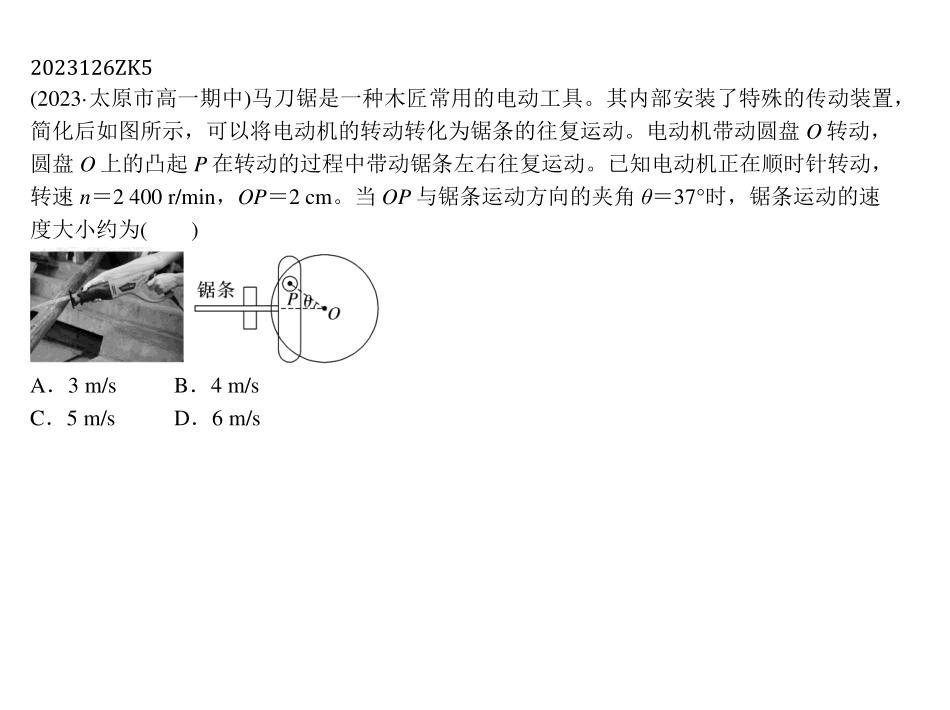 2023126ZK5
(2023·太原市高一期中)马刀锯是一种木匠常用的电动工具。其内部安装了特殊的传动装置，
简化后如图所示，可以将电动机的转动转化为锯条的往复运动。电动机带动圆盘 O 转动，
圆盘 O 上的凸起 P 在转动的过程中带动锯条左右往复运动。已知电动机正在顺时针转动，
转速 n＝2 400 r/min，OP＝2 cm。当 OP 与锯条运动方向的夹角 θ＝37°时，锯条运动的速
度大小约为(　　)
锯条
P θ r O
A．3 m/s　　B．4 m/s
C．5 m/s　　D．6 m/s